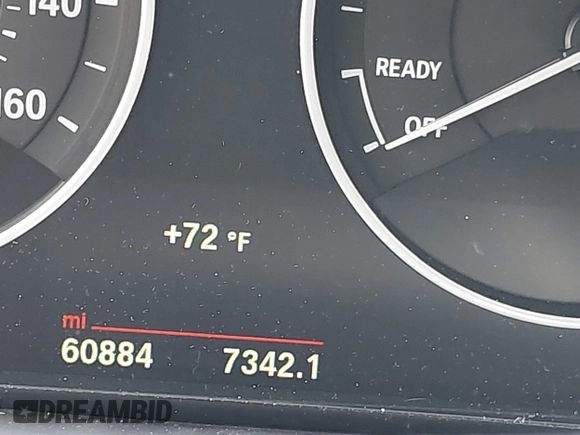 140
160
READY
OFF
+72 °F
mi
60884 7342.1
DREAMBID